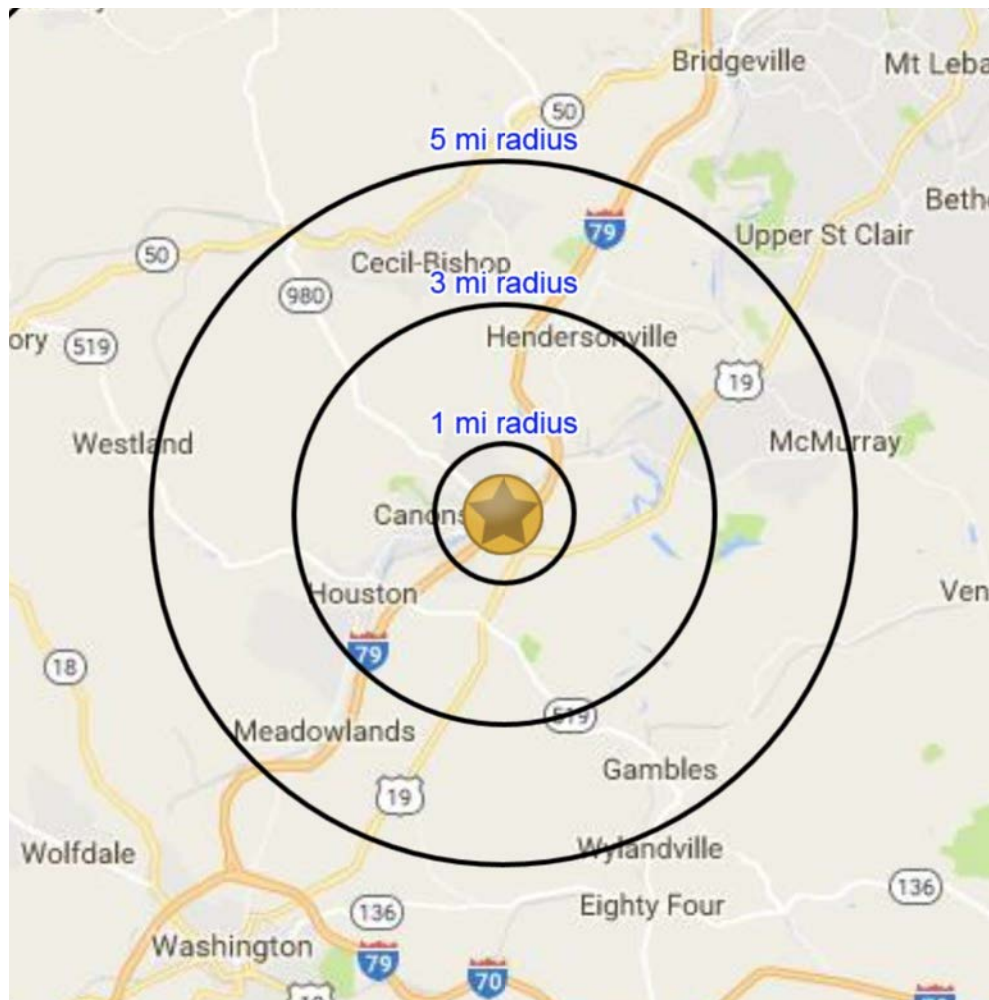 Bridgeville
Mt Leba
50
5 mi radius
Beth
79
Upper St Clair
50
Cecil-Bishop
3 mi radius
980
Hendersonville
ory
519
19
1 mi radius
Westland
McMurray
Canons
Houston
Ven
79
18
519
Meadowlands
Gambles
19
Wylandville
Wolfdale
136
Eighty Four
136
Washington
79
70